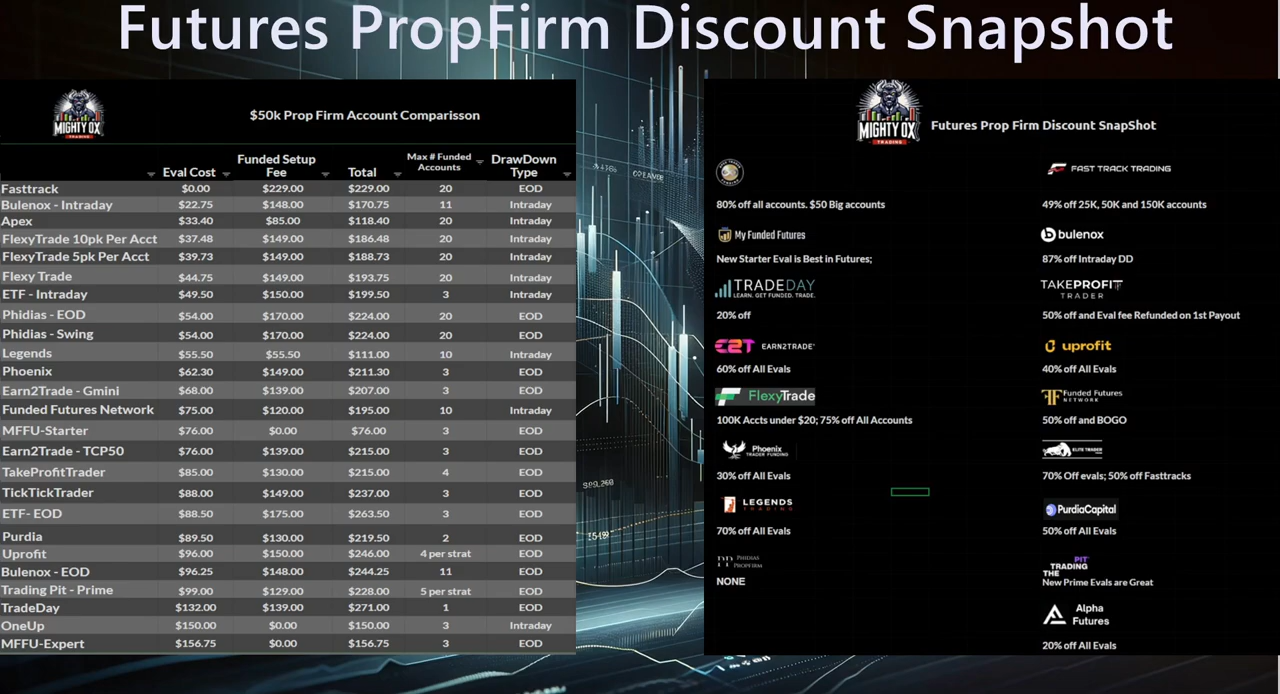 Futures PropFirm Discount Snapshot
MIGHTY OX
TRADING
$50k Prop Firm Account Comparisson
Eval Cost Funded Setup Fee Total Max # Funded Accounts DrawDown Type
Fasttrack $0.00 $229.00 $229.00 20 EOD
Bulenox - Intraday $22.75 $148.00 $170.75 11 Intraday
Apex $33.40 $85.00 $118.40 20 Intraday
FlexyTrade 10pk Per Acct $37.48 $149.00 $186.48 20 Intraday
FlexyTrade 5pk Per Acct $39.73 $149.00 $188.73 20 Intraday
Flexy Trade $44.75 $149.00 $193.75 20 Intraday
ETF - Intraday $49.50 $150.00 $199.50 3 Intraday
Phidias - EOD $54.00 $170.00 $224.00 20 EOD
Phidias - Swing $54.00 $170.00 $224.00 20 EOD
Legends $55.50 $55.50 $111.00 10 Intraday
Phoenix $62.30 $149.00 $211.30 3 EOD
Earn2Trade - Gmini $68.00 $139.00 $207.00 3 EOD
Funded Futures Network $75.00 $120.00 $195.00 10 Intraday
MFFU-Starter $76.00 $0.00 $76.00 3 EOD
Earn2Trade - TCP50 $76.00 $139.00 $215.00 3 EOD
TakeProfitTrader $85.00 $130.00 $215.00 4 EOD
TickTickTrader $88.00 $149.00 $237.00 3 EOD
ETF- EOD $88.50 $175.00 $263.50 3 EOD
Purdia $89.50 $130.00 $219.50 2 EOD
Uprofit $96.00 $150.00 $246.00 4 per strat EOD
Bulenox - EOD $96.25 $148.00 $244.25 11 EOD
Trading Pit - Prime $99.00 $129.00 $228.00 5 per strat EOD
TradeDay $132.00 $139.00 $271.00 1 EOD
OneUp $150.00 $0.00 $150.00 3 Intraday
MFFU-Expert $156.75 $0.00 $156.75 3 EOD
MIGHTY OX
TRADING
Futures Prop Firm Discount SnapShot
FAST TRACK TRADING
80% off all accounts. $50 Big accounts
49% off 25K, 50K and 150K accounts
My Funded Futures
bulenox
New Starter Eval is Best in Futures;
87% off Intraday DD
TRADEDAY
LEARN. GET FUNDED. TRADE.
TAKEPROFIT
TRADER
20% off
50% off and Eval fee Refunded on 1st Payout
E2T EARN2TRADE
uprofit
60% off All Evals
40% off All Evals
FlexyTrade
Funded Futures
NETWORK
100K Accts under $20; 75% off All Accounts
50% off and BOGO
Phoenix
TRADER FUNDING
ELITE TRADER
30% off All Evals
70% Off evals; 50% off Fasttracks
LEGENDS
TRADING
PurdiaCapital
70% off All Evals
50% off All Evals
PP PHIDIAS
PROPFIRM
PIT
TRADING
THE
NONE
New Prime Evals are Great
Alpha
Futures
20% off All Evals